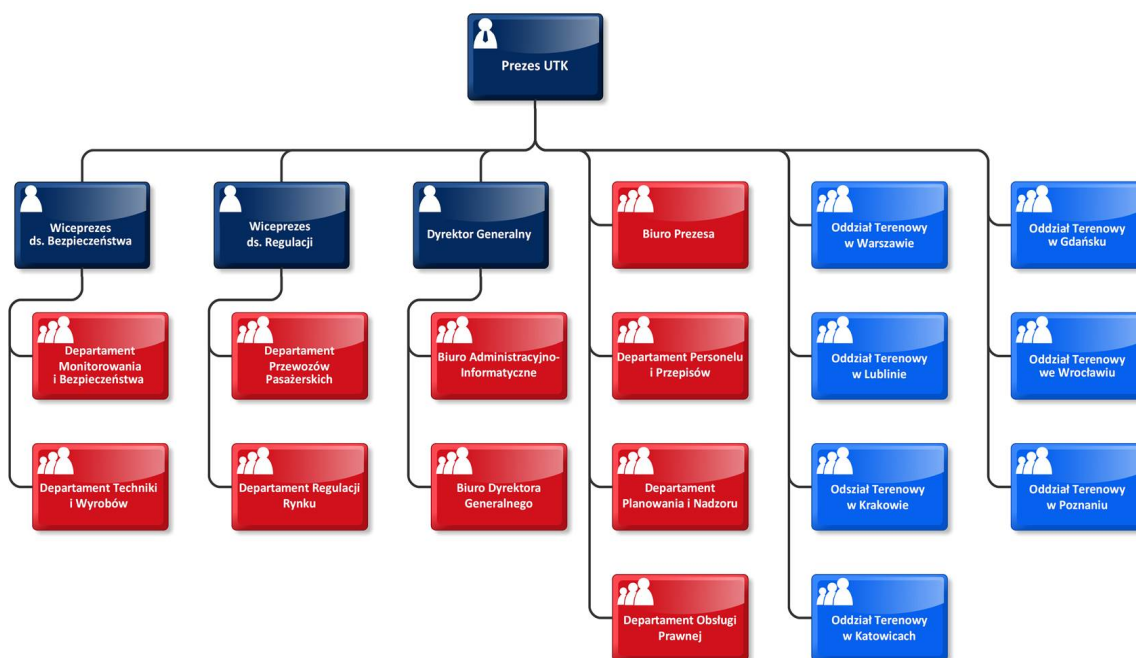 Prezes UTK
Wiceprezes
ds. Bezpieczeństwa
Wiceprezes
ds. Regulacji
Dyrektor Generalny
Biuro Prezesa
Oddział Terenowy
w Warszawie
Oddział Terenowy
w Gdańsku
Departament
Monitorowania
i Bezpieczeństwa
Departament
Przewozów
Pasażerskich
Biuro Administracyjno-
Informatyczne
Departament Personelu
i Przepisów
Oddział Terenowy
w Lublinie
Oddział Terenowy
we Wrocławiu
Departament Techniki
i Wyrobów
Departament Regulacji
Rynku
Biuro Dyrektora
Generalnego
Departament
Planowania i Nadzoru
Odsział Terenowy
w Krakowie
Oddział Terenowy
w Poznaniu
Departament Obsługi
Prawnej
Oddział Terenowy
w Katowicach